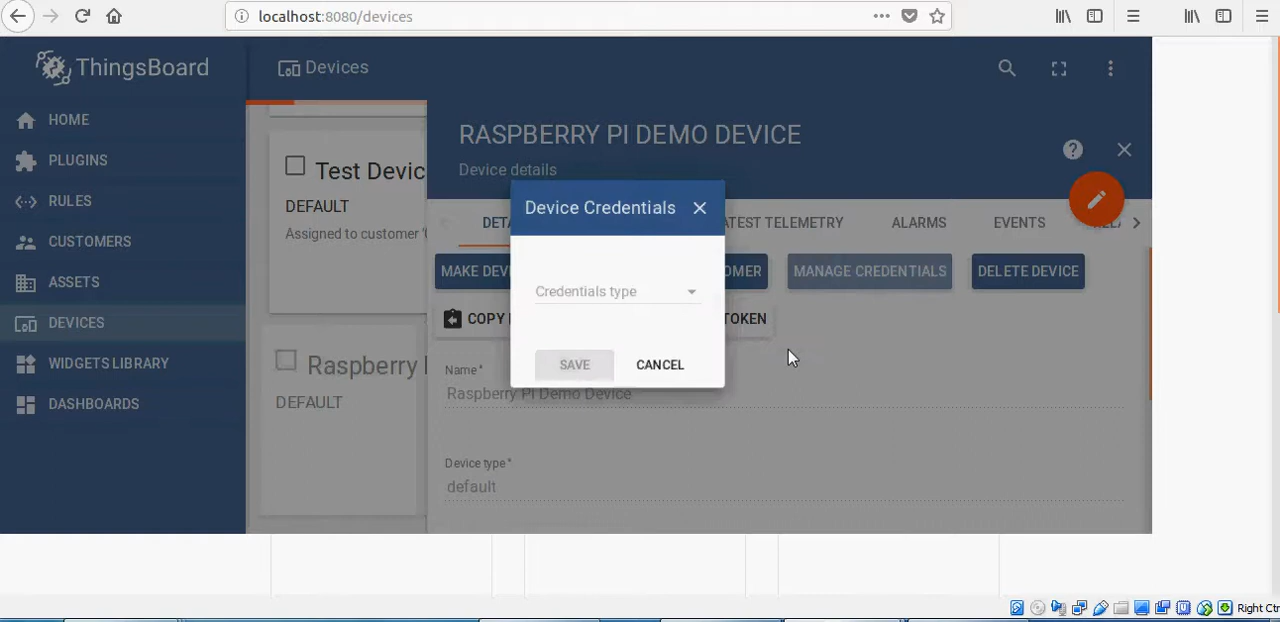 localhost:8080/devices
ThingsBoard
Devices
HOME
PLUGINS
RULES
CUSTOMERS
ASSETS
DEVICES
WIDGETS LIBRARY
DASHBOARDS
Test Devic
DEFAULT
Assigned to customer '
Raspberry
DEFAULT
RASPBERRY PI DEMO DEVICE
Device details
DETA
ATEST TELEMETRY
ALARMS
EVENTS
MAKE DEV
OMER
MANAGE CREDENTIALS
DELETE DEVICE
COPY
TOKEN
Device Credentials
Credentials type
SAVE
CANCEL
Name *
Raspberry Pi Demo Device
Device type *
default
Right Ctr